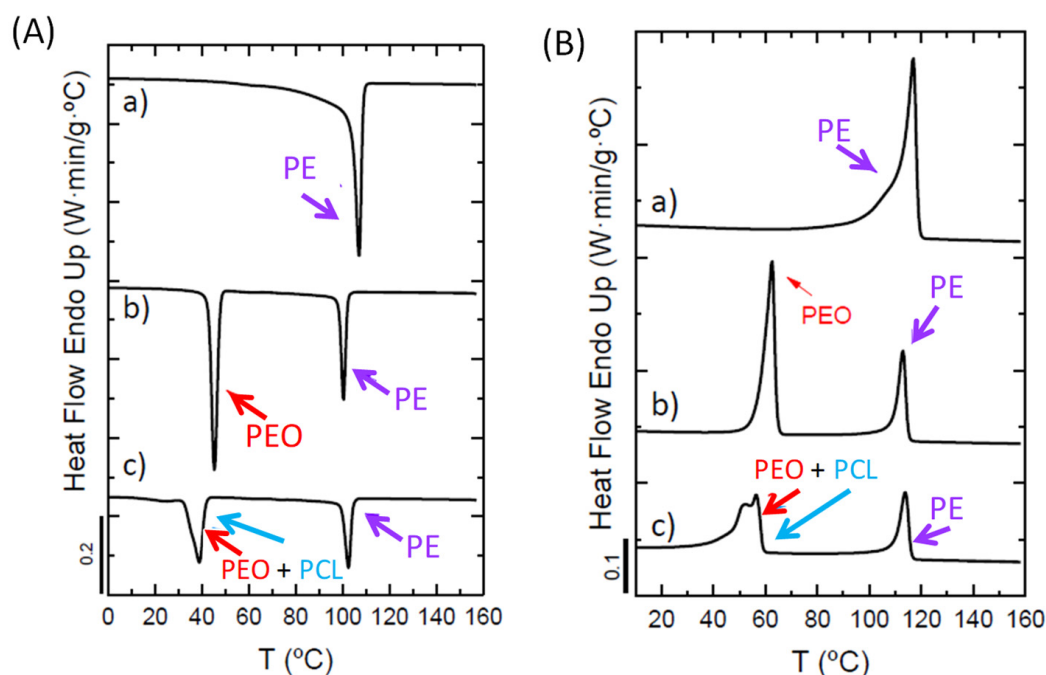 (A)
Heat Flow Endo Up (W·min/g·ºC)
a)
PE
b)
PEO
PE
c)
PEO + PCL
PE
0.2
0 20 40 60 80 100 120 140 160
T (ºC)
(B)
Heat Flow Endo Up (W·min/g·ºC)
PE
a)
PEO
PE
b)
PEO + PCL
c)
PE
0.1
20 40 60 80 100 120 140 160
T (ºC)